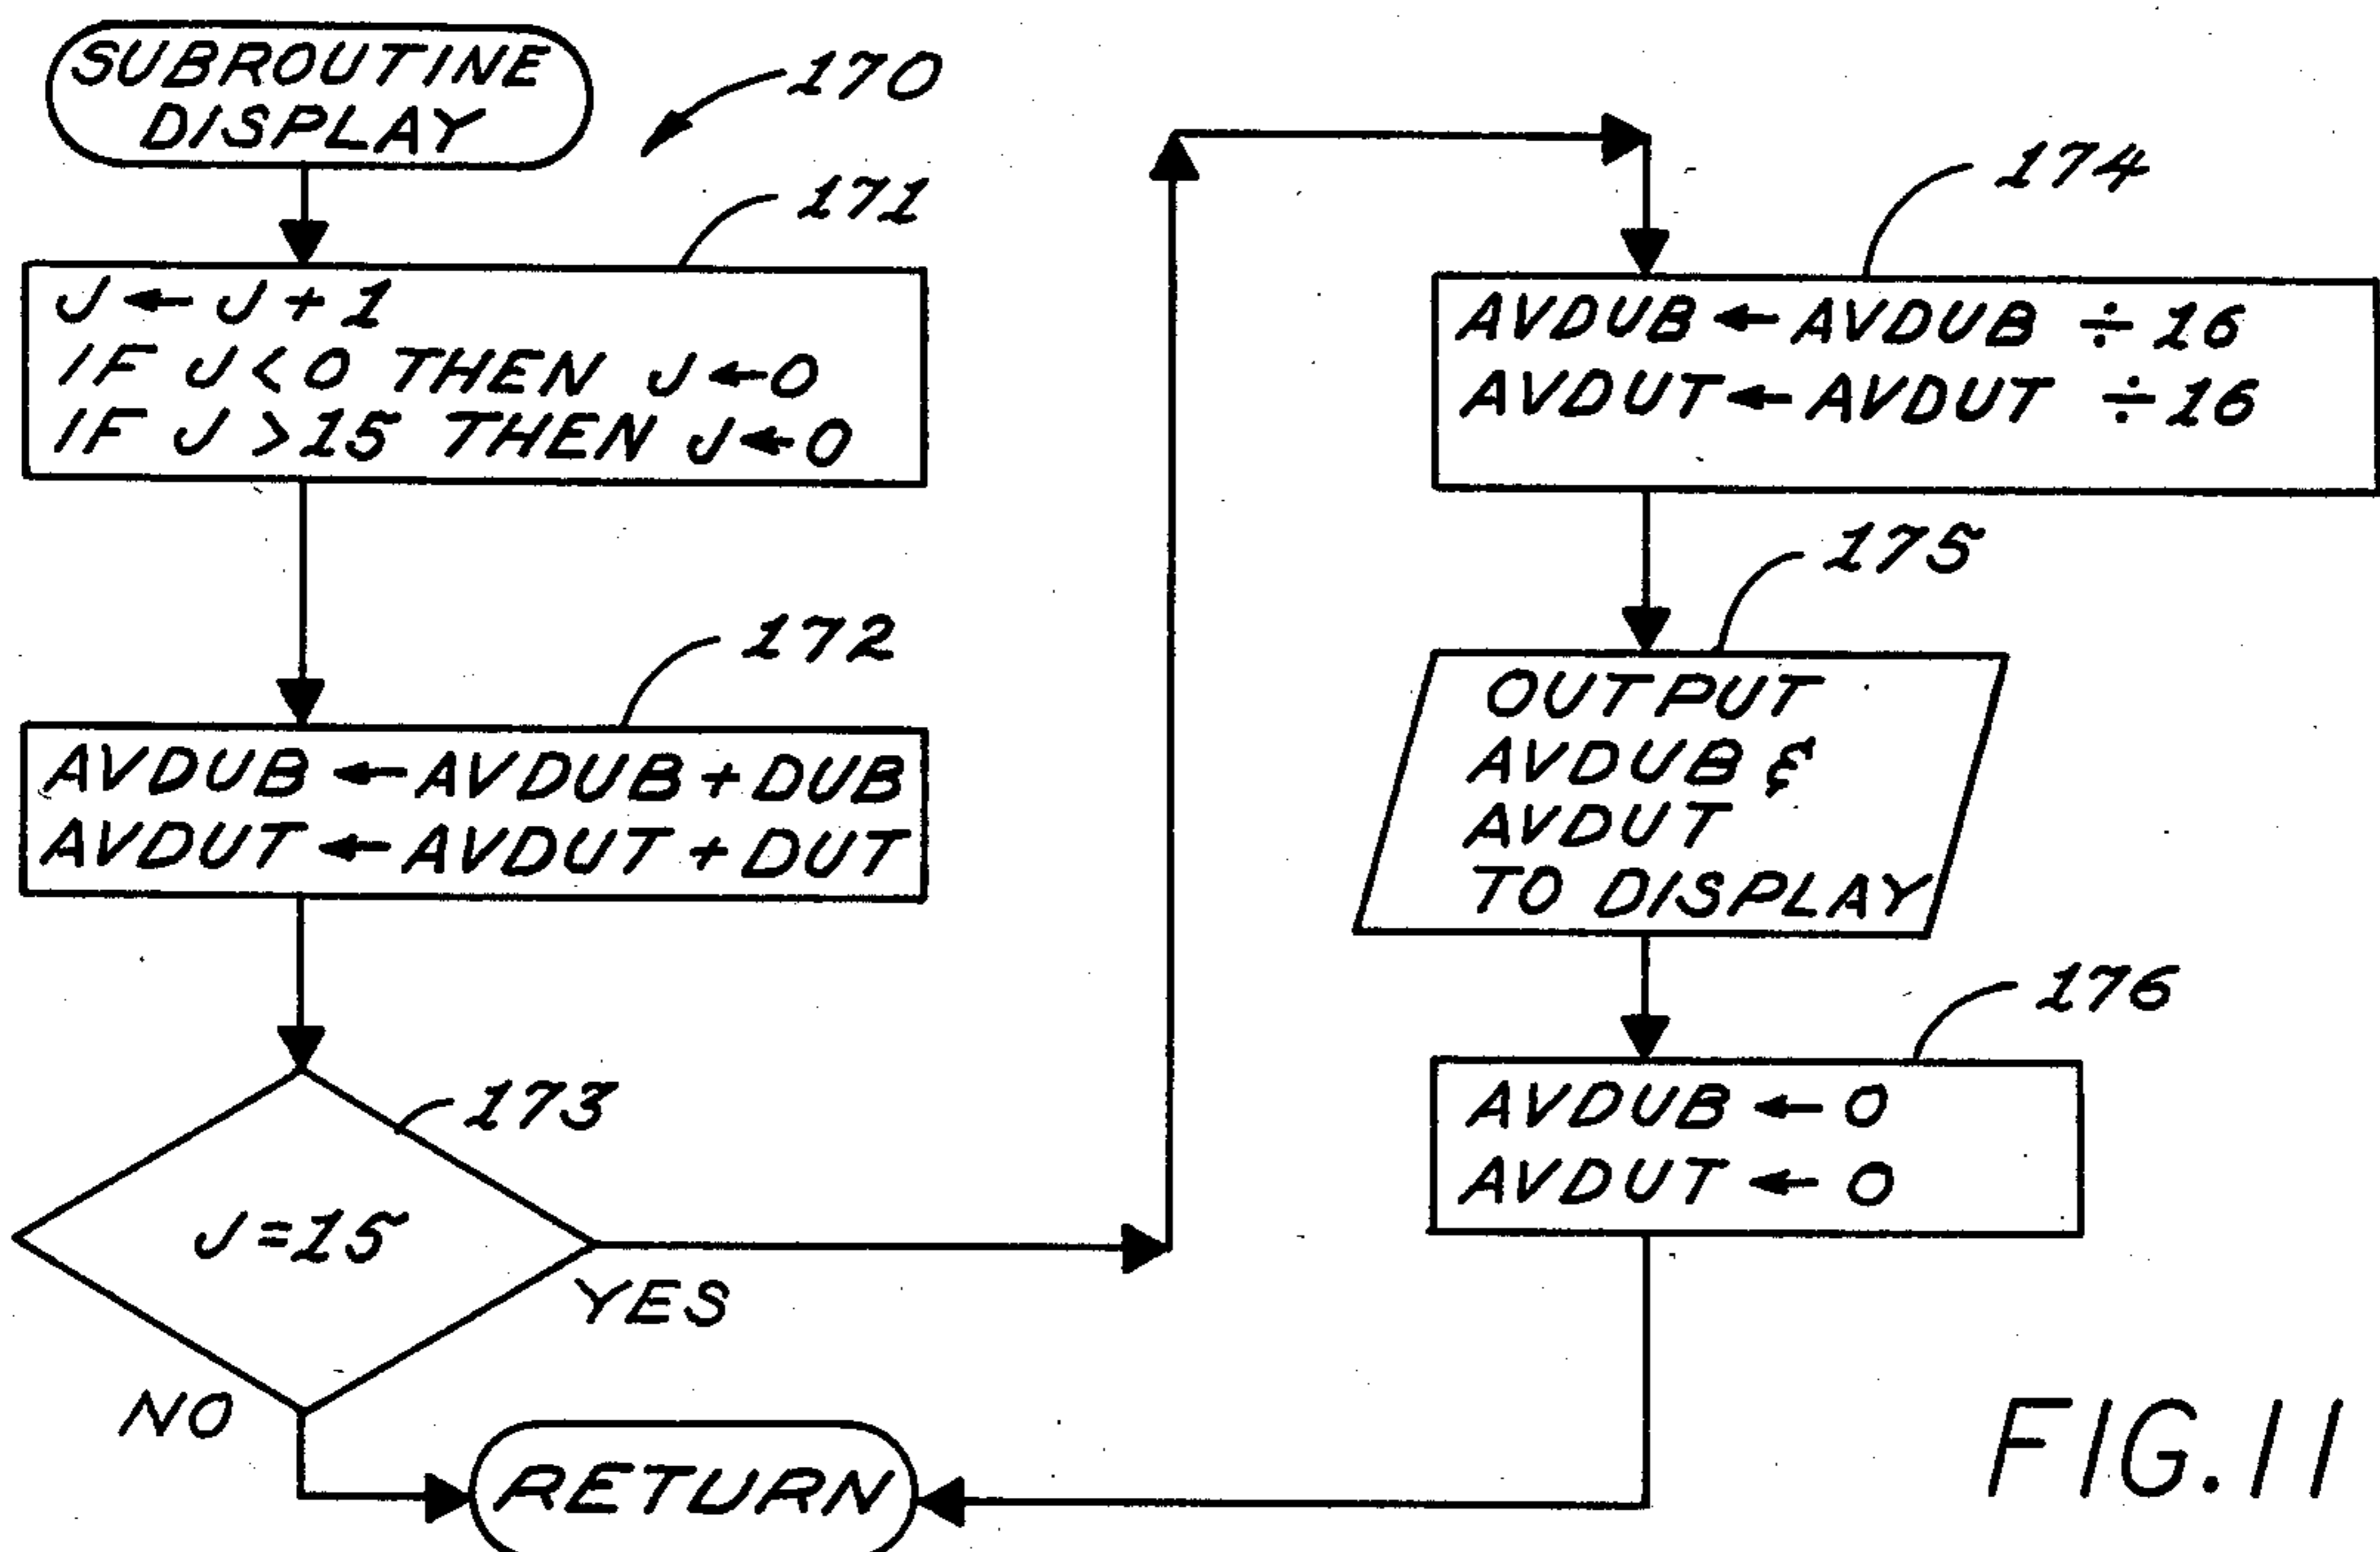 SUBROUTINE
DISPLAY
170
171
J ← J + 1
IF J < 0 THEN J ← 0
IF J > 15 THEN J ← 0
172
AVDUB ← AVDUB + DUB
AVDUT ← AVDUT + DUT
173
J = 15
YES
NO
RETURN
174
AVDUB ← AVDUB ÷ 16
AVDUT ← AVDUT ÷ 16
175
OUTPUT
AVDUB &
AVDUT
TO DISPLAY
176
AVDUB ← 0
AVDUT ← 0
FIG. 11